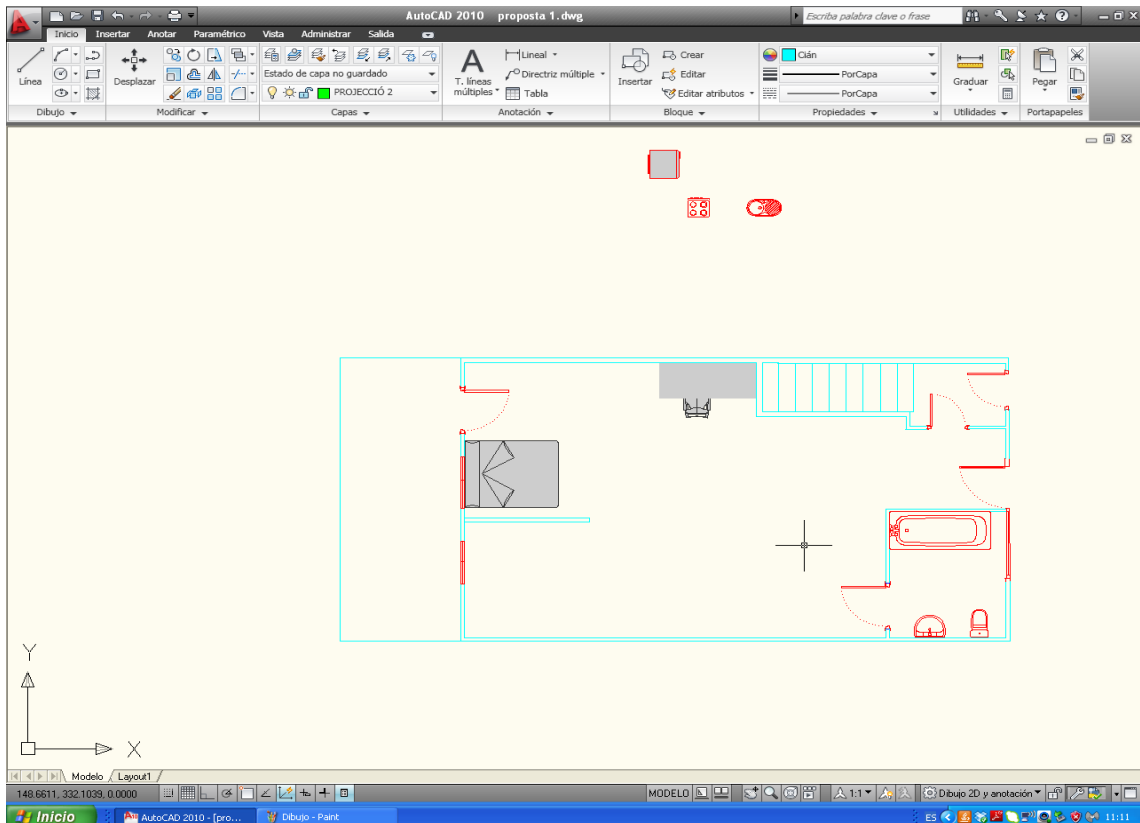 AutoCAD 2010 proposta 1.dwg
Escriba palabra clave o frase
Inicio Insertar Anotar Paramétrico Vista Administrar Salida
Línea
Desplazar
Estado de capa no guardado
PROJECCIÓ 2
T. líneas múltiples
Lineal
Directriz múltiple
Tabla
Insertar
Crear
Editar
Editar atributos
Cián
PorCapa
PorCapa
Graduar
Pegar
Dibujo Modificar Capas Anotación Bloque Propiedades Utilidades Portapapeles
Y
X
Modelo Layout1
148.6611, 332.1039, 0.0000 MODELO 1:1 Dibujo 2D y anotación
Inicio AutoCAD 2010 - [pro... Dibujo - Paint ES 11:11